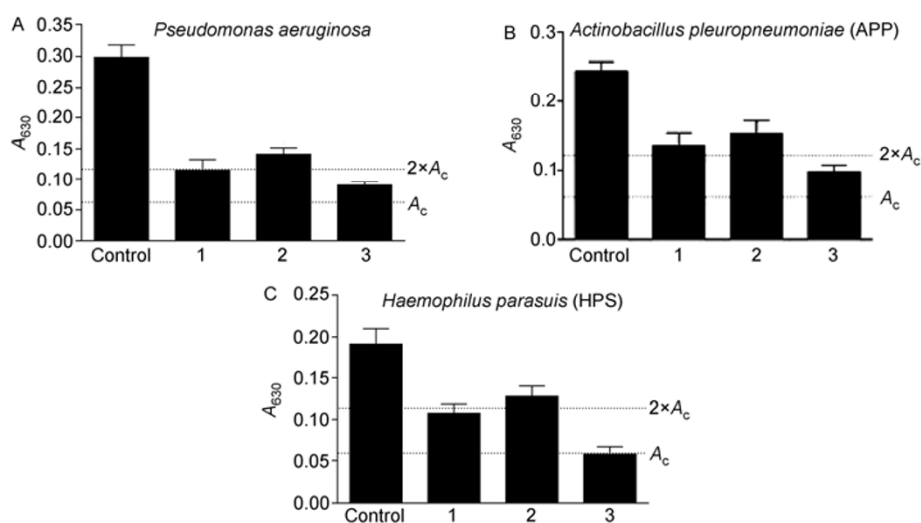 A
Pseudomonas aeruginosa
0.35
0.30
0.25
0.20
0.15
0.10
0.05
0.00
A630
2×Ac
Ac
Control 1 2 3
B
Actinobacillus pleuropneumoniae (APP)
0.3
0.2
0.1
0.0
A630
2×Ac
Ac
Control 1 2 3
C
Haemophilus parasuis (HPS)
0.25
0.20
0.15
0.10
0.05
0.00
A630
2×Ac
Ac
Control 1 2 3